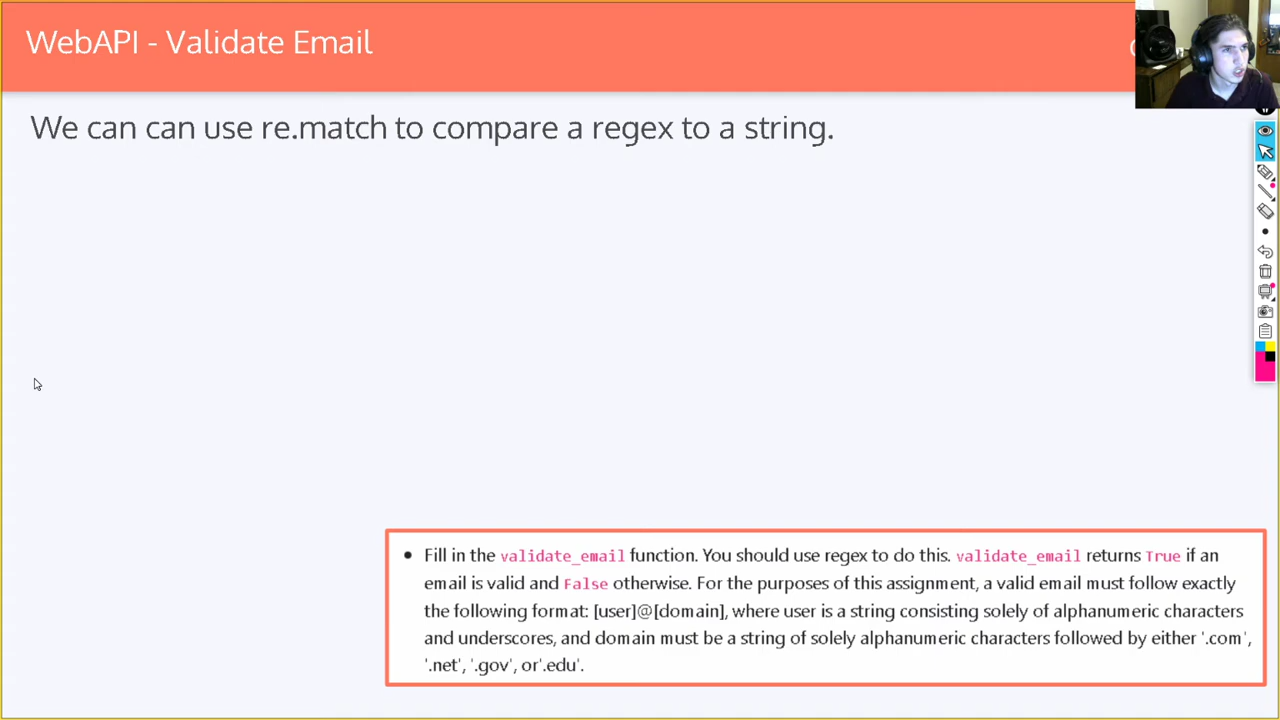 WebAPI - Validate Email
We can can use re.match to compare a regex to a string.
• Fill in the validate_email function. You should use regex to do this. validate_email returns True if an
email is valid and False otherwise. For the purposes of this assignment, a valid email must follow exactly
the following format: [user]@[domain], where user is a string consisting solely of alphanumeric characters
and underscores, and domain must be a string of solely alphanumeric characters followed by either '.com',
'.net', '.gov', or'.edu'.